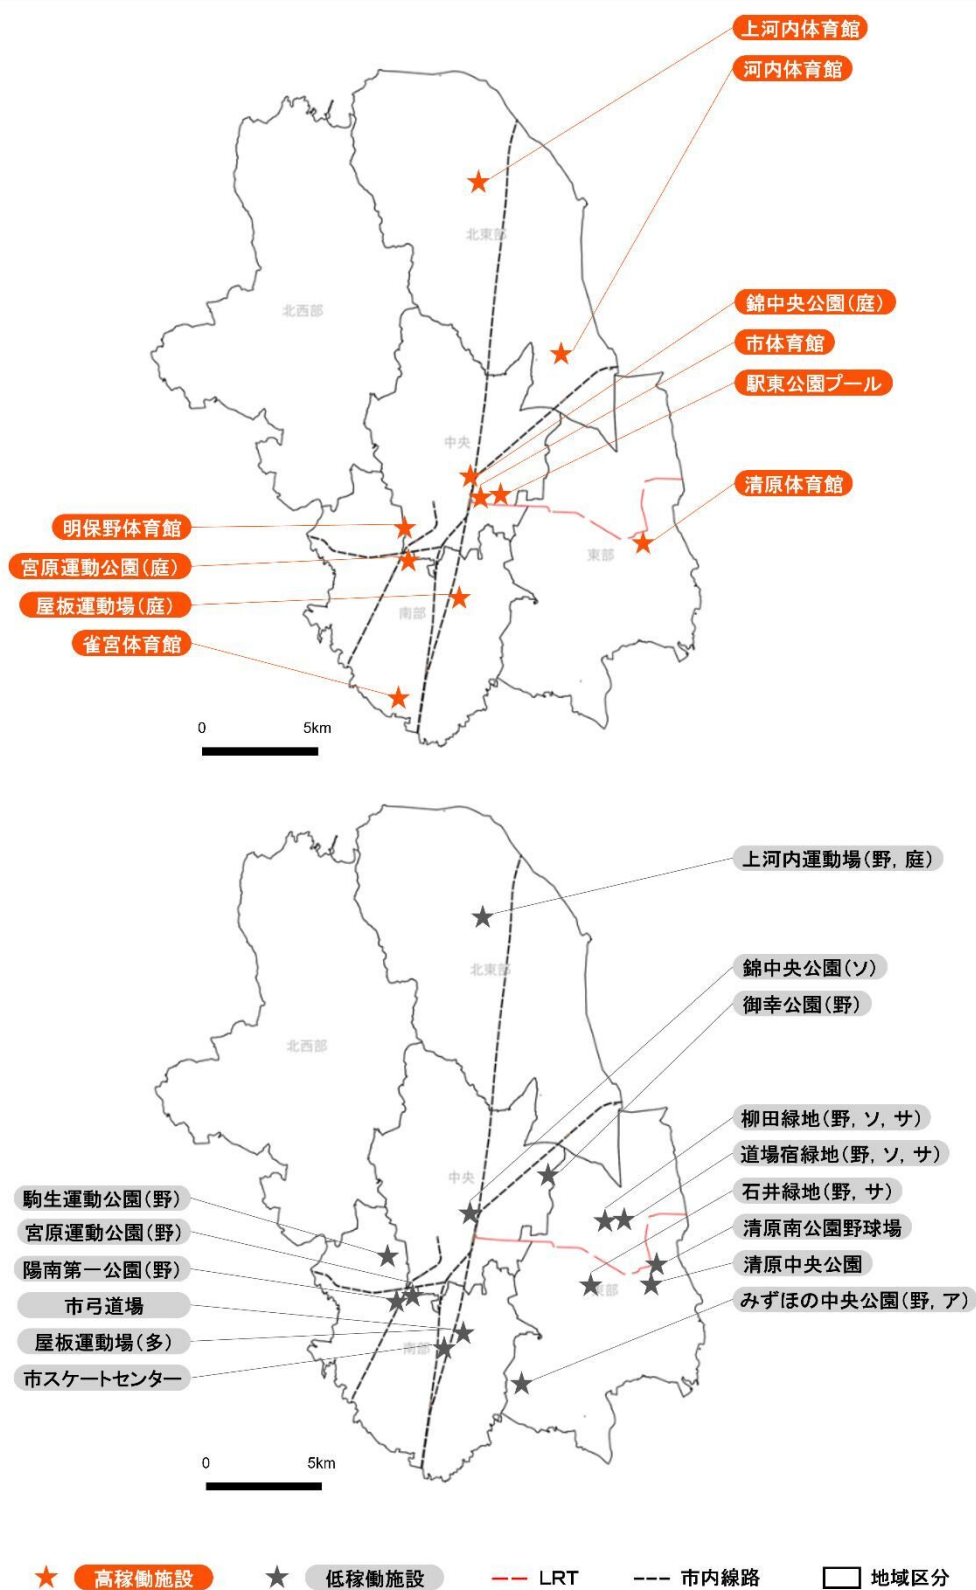 上河内体育館
河内体育館
北東部
北西部
錦中央公園(庭)
市体育館
駅東公園プール
中央
清原体育館
明保野体育館
宮原運動公園(庭)
東部
屋板運動場(庭)
南部
雀宮体育館
0 5km
上河内運動場(野, 庭)
錦中央公園(ソ)
北東部
御幸公園(野)
北西部
柳田緑地(野, ソ, サ)
道場宿緑地(野, ソ, サ)
中央
石井緑地(野, サ)
駒生運動公園(野)
清原南公園野球場
宮原運動公園(野)
清原中央公園
陽南第一公園(野)
東部
みずほの中央公園(野, ア)
市弓道場
屋板運動場(多)
南部
市スケートセンター
0 5km
高稼働施設 低稼働施設 LRT 市内線路 地域区分